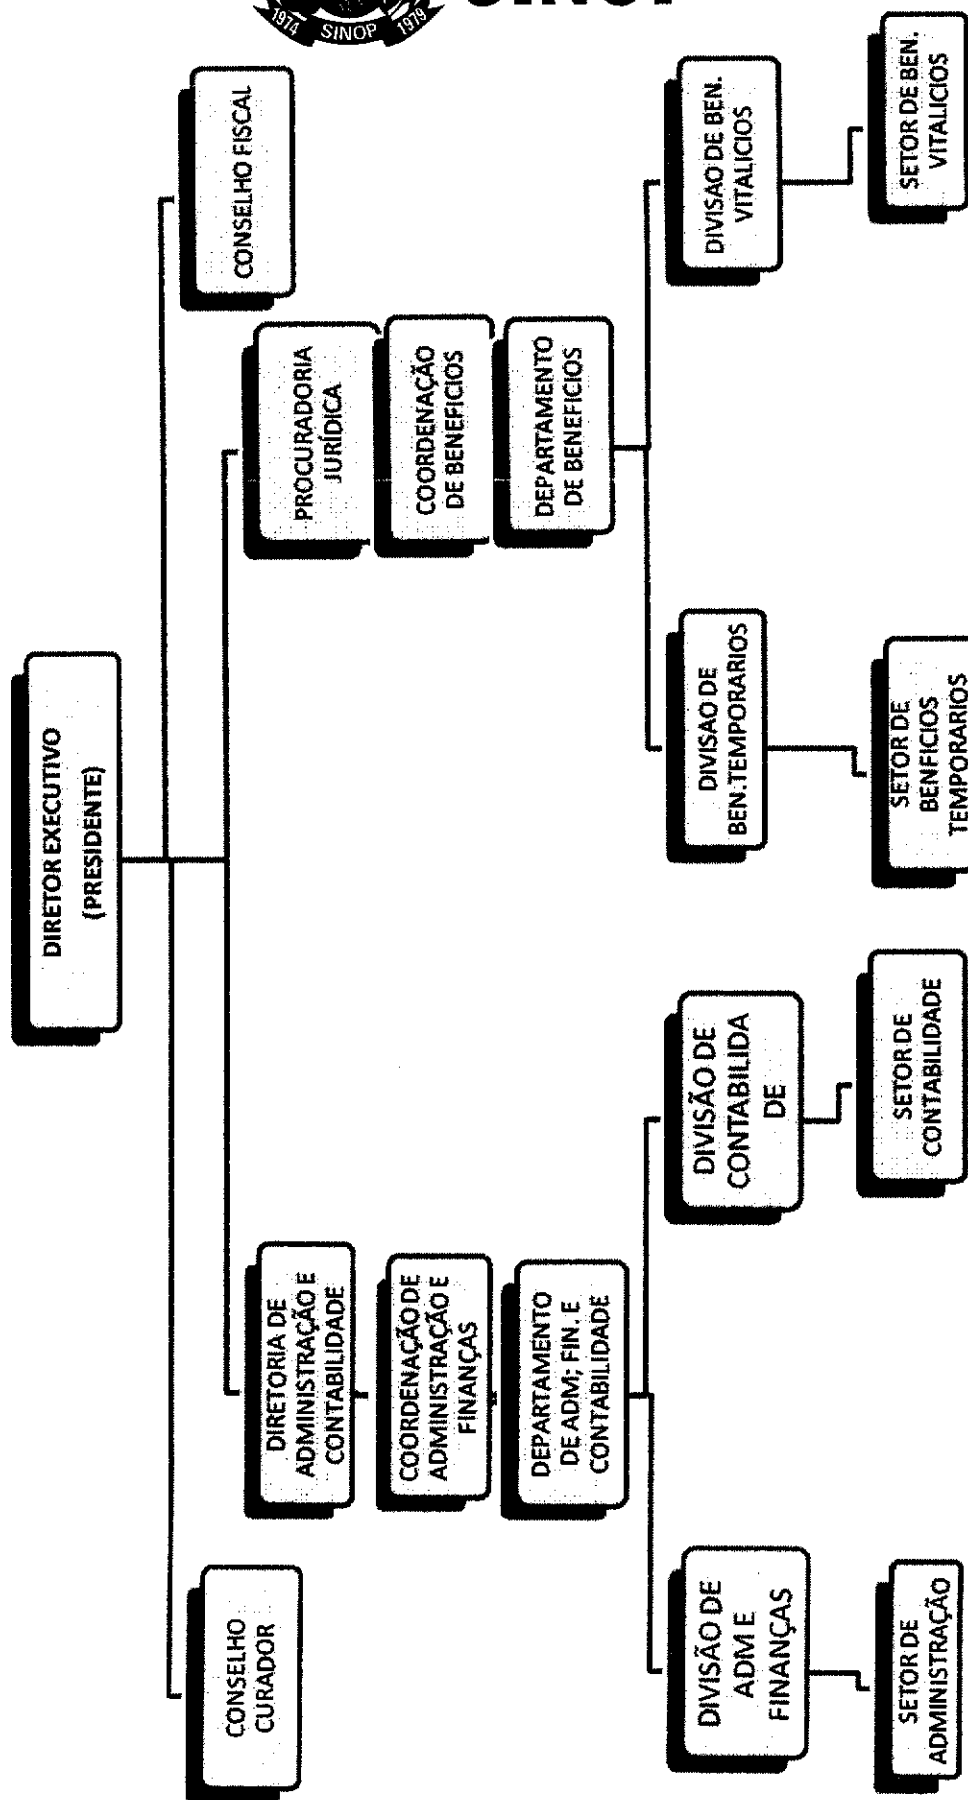 1974 SINOP 1979
DIRETOR EXECUTIVO
(PRESIDENTE)
CONSELHO
CURADOR
CONSELHO FISCAL
DIRETORIA DE
ADMINISTRAÇÃO E
CONTABILIDADE
PROCURADORIA
JURÍDICA
COORDENAÇÃO DE
ADMINISTRAÇÃO E
FINANÇAS
COORDENAÇÃO
DE BENEFICIOS
DEPARTAMENTO
DE ADM; FIN. E
CONTABILIDADE
DEPARTAMENTO
DE BENEFICIOS
DIVISÃO DE
ADM E
FINANÇAS
DIVISÃO DE
CONTABILIDA
DE
DIVISAO DE
BEN.TEMPORARIOS
DIVISAO DE BEN.
VITALICIOS
SETOR DE
ADMINISTRAÇÃO
SETOR DE
CONTABILIDADE
SETOR DE
BENFICIOS
TEMPORARIOS
SETOR DE BEN.
VITALICIOS